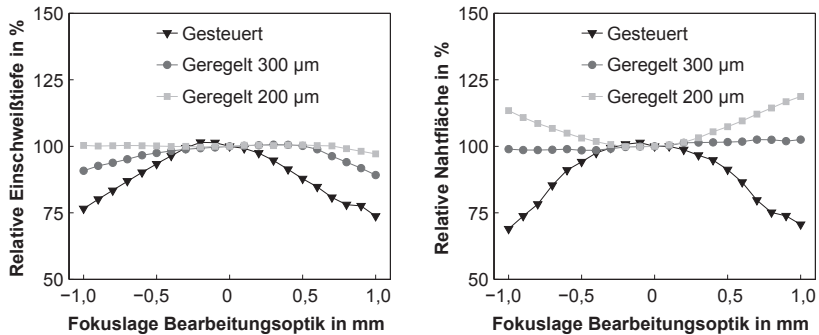 Relative Einschweißtiefe in %
150
125
100
75
50
Gesteuert
Geregelt 300 µm
Geregelt 200 µm
−1,0 −0,5 0 0,5 1,0
Fokuslage Bearbeitungsoptik in mm
Relative Nahtfläche in %
150
125
100
75
50
Gesteuert
Geregelt 300 µm
Geregelt 200 µm
−1,0 −0,5 0 0,5 1,0
Fokuslage Bearbeitungsoptik in mm